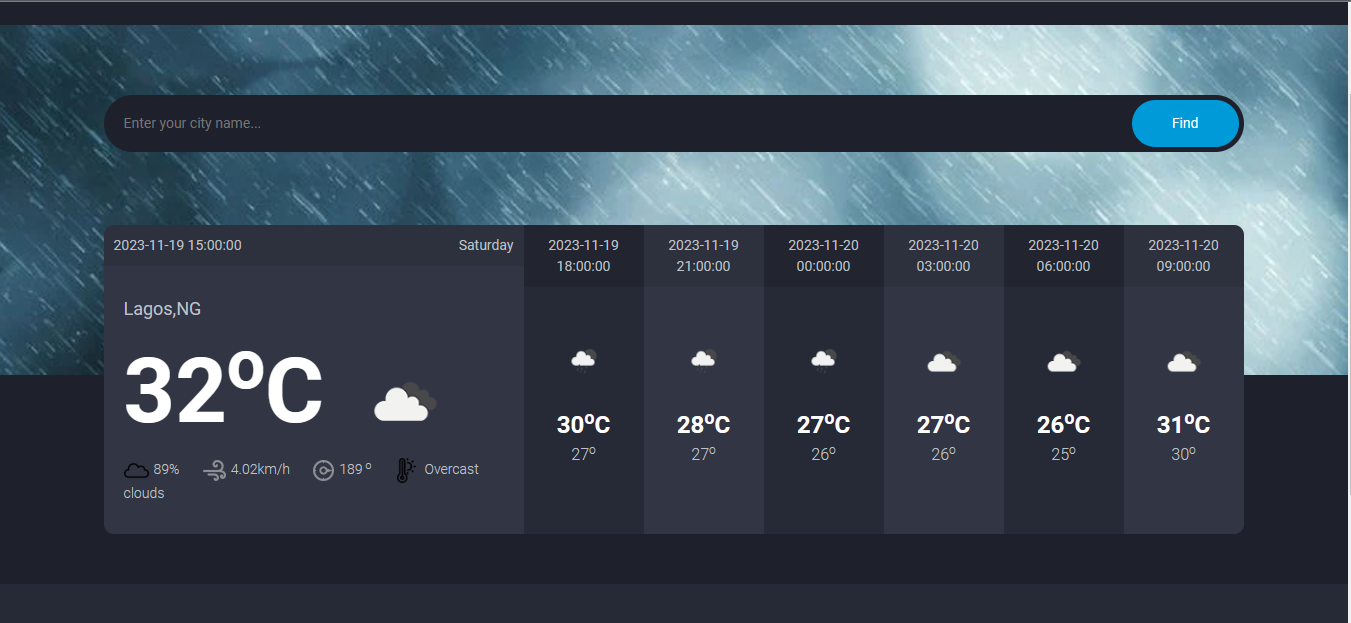 Enter your city name...
Find
2023-11-19 15:00:00
Saturday
Lagos,NG
32ºC
89%
4.02km/h
189º
Overcast
clouds
2023-11-19
18:00:00
30ºC
27º
2023-11-19
21:00:00
28ºC
27º
2023-11-20
00:00:00
27ºC
26º
2023-11-20
03:00:00
27ºC
26º
2023-11-20
06:00:00
26ºC
25º
2023-11-20
09:00:00
31ºC
30º